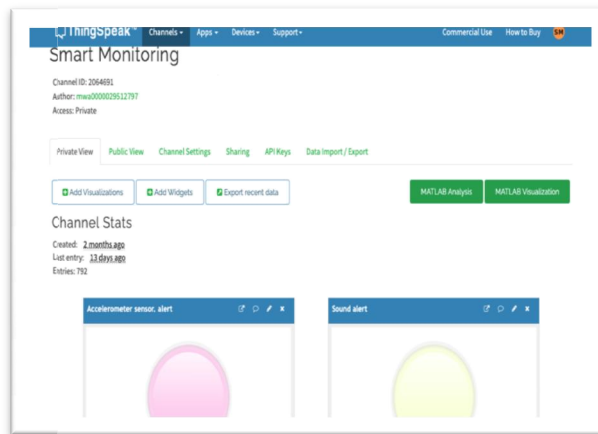 ThingSpeak™ Channels Apps Devices Support Commercial Use How to Buy SM
Smart Monitoring
Channel ID: 2064691
Author: mwa0000029512797
Access: Private
Private View Public View Channel Settings Sharing API Keys Data Import / Export
Add Visualizations Add Widgets Export recent data MATLAB Analysis MATLAB Visualization
Channel Stats
Created: 2 months ago
Last entry: 13 days ago
Entries: 792
Accelerometer sensor, alert Sound alert